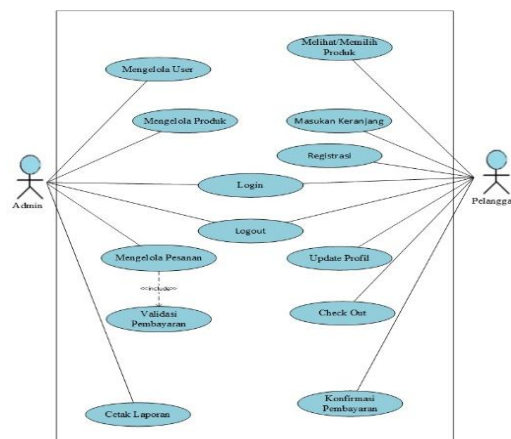 Melihat/Memilih
Produk
Mengelola User
Mengelola Produk
Masukan Keranjang
Registrasi
Login
Admin
Pelangga
Logout
Mengelola Pesanan
Update Profil
<<include>>
Validasi
Pembayaran
Check Out
Konfirmasi
Pembayaran
Cetak Laporan